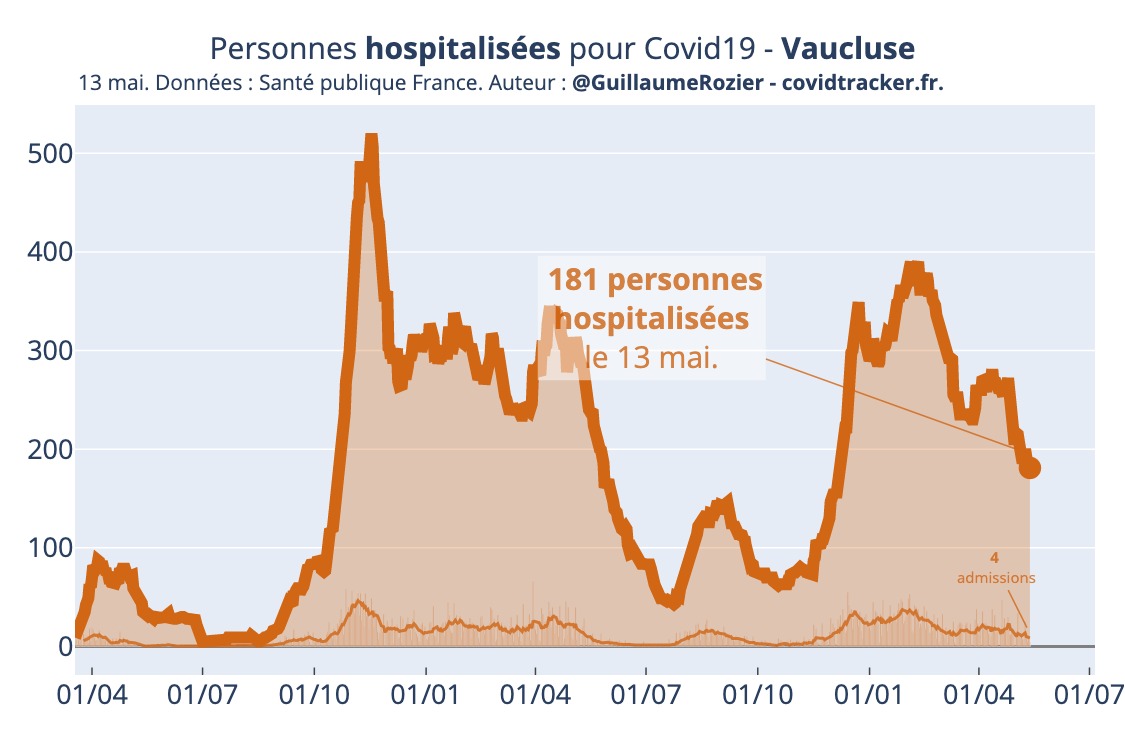 Personnes hospitalisées pour Covid19 - Vaucluse
13 mai. Données : Santé publique France. Auteur : @GuillaumeRozier - covidtracker.fr.
500
400
300
200
100
0
181 personnes
hospitalisées
le 13 mai.
4
admissions
01/04
01/07
01/10
01/01
01/04
01/07
01/10
01/01
01/04
01/07